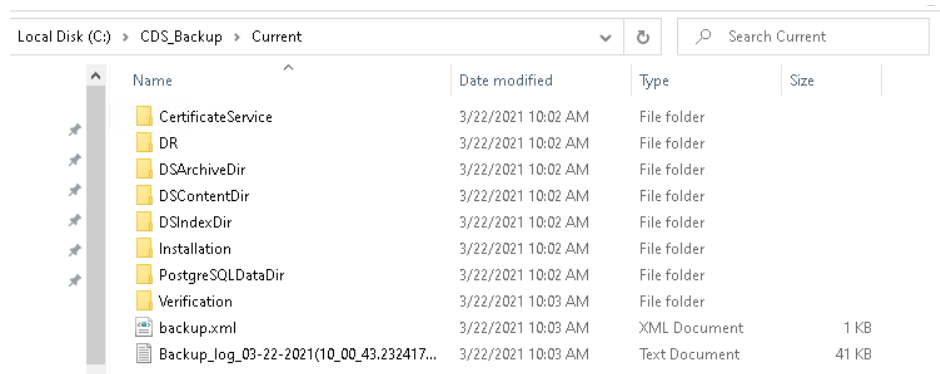 Local Disk (C:) > CDS_Backup > Current Search Current
Name Date modified Type Size
CertificateService 3/22/2021 10:02 AM File folder
DR 3/22/2021 10:02 AM File folder
DSArchiveDir 3/22/2021 10:02 AM File folder
DSContentDir 3/22/2021 10:02 AM File folder
DSIndexDir 3/22/2021 10:02 AM File folder
Installation 3/22/2021 10:02 AM File folder
PostgreSQLDataDir 3/22/2021 10:02 AM File folder
Verification 3/22/2021 10:03 AM File folder
backup.xml 3/22/2021 10:03 AM XML Document 1 KB
Backup_log_03-22-2021(10_00_43.232417... 3/22/2021 10:03 AM Text Document 41 KB